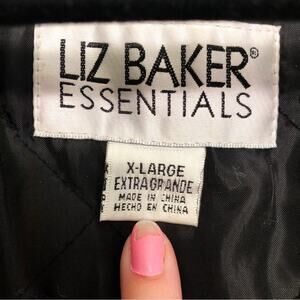 LIZ BAKER®
ESSENTIALS
X-LARGE
EXTRAGRANDE
MADE IN CHINA
HECHO EN CHINA